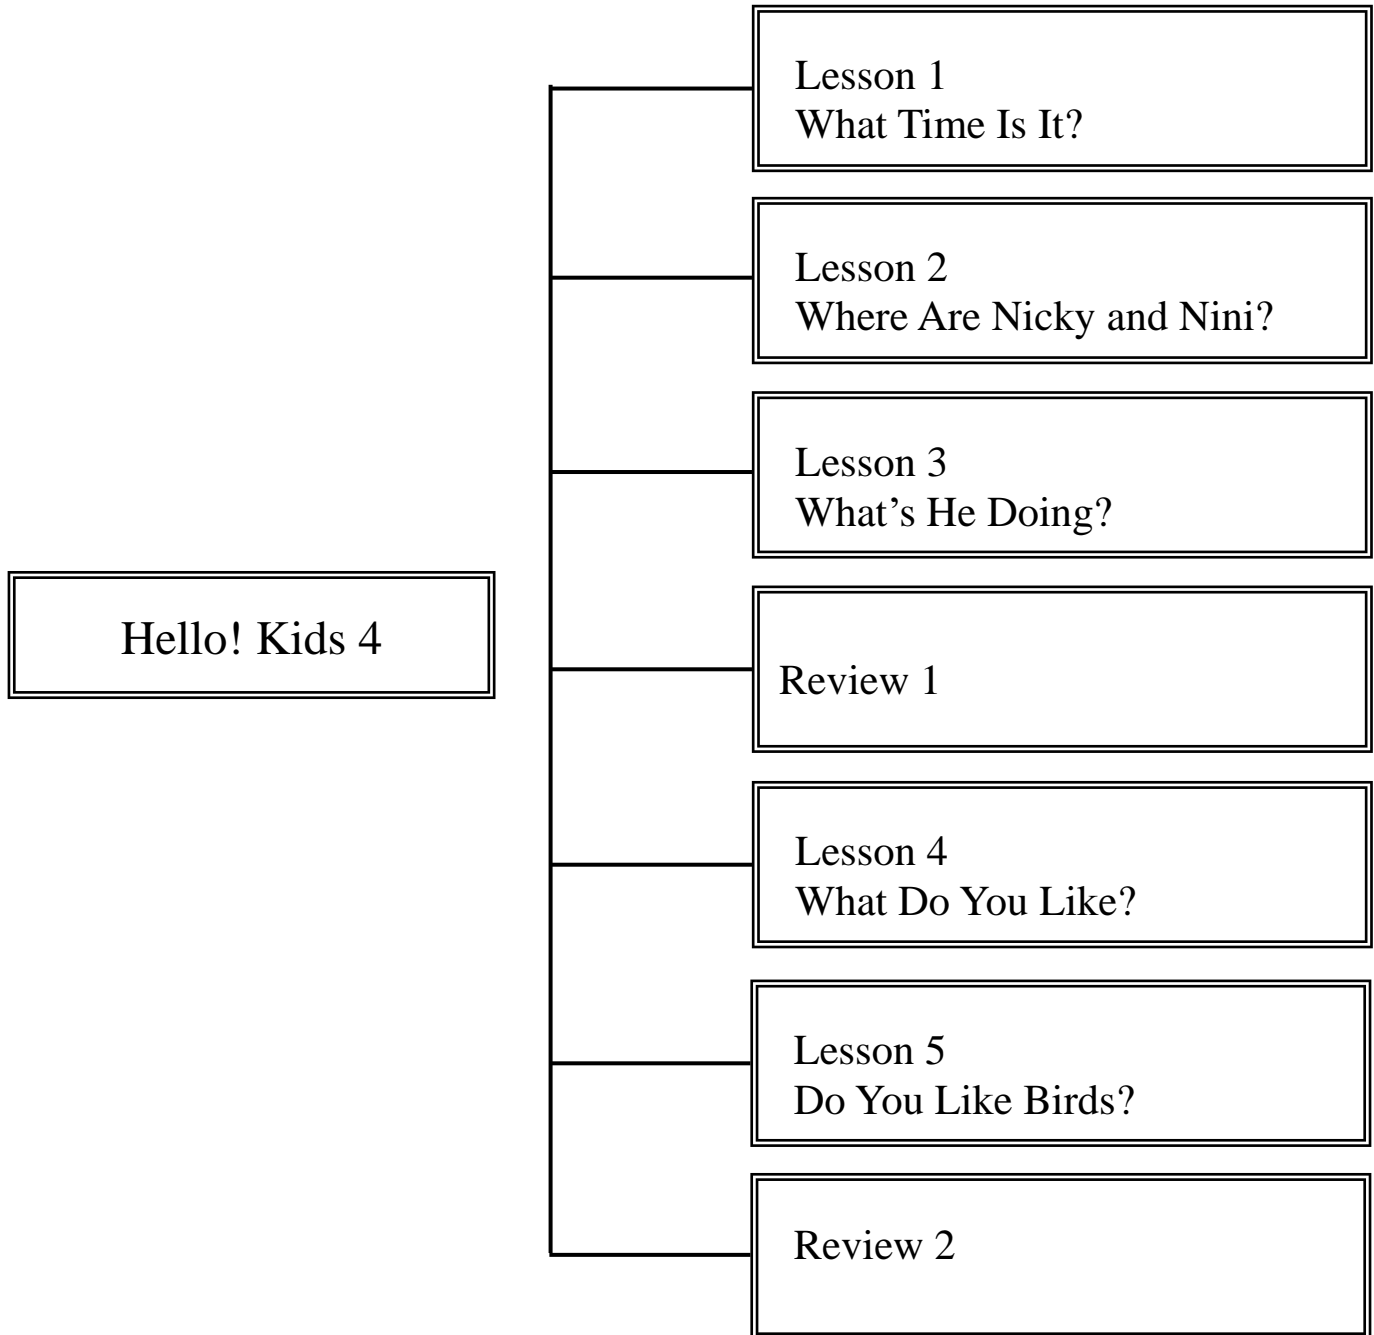 Hello! Kids 4
Lesson 1
What Time Is It?
Lesson 2
Where Are Nicky and Nini?
Lesson 3
What’s He Doing?
Review 1
Lesson 4
What Do You Like?
Lesson 5
Do You Like Birds?
Review 2